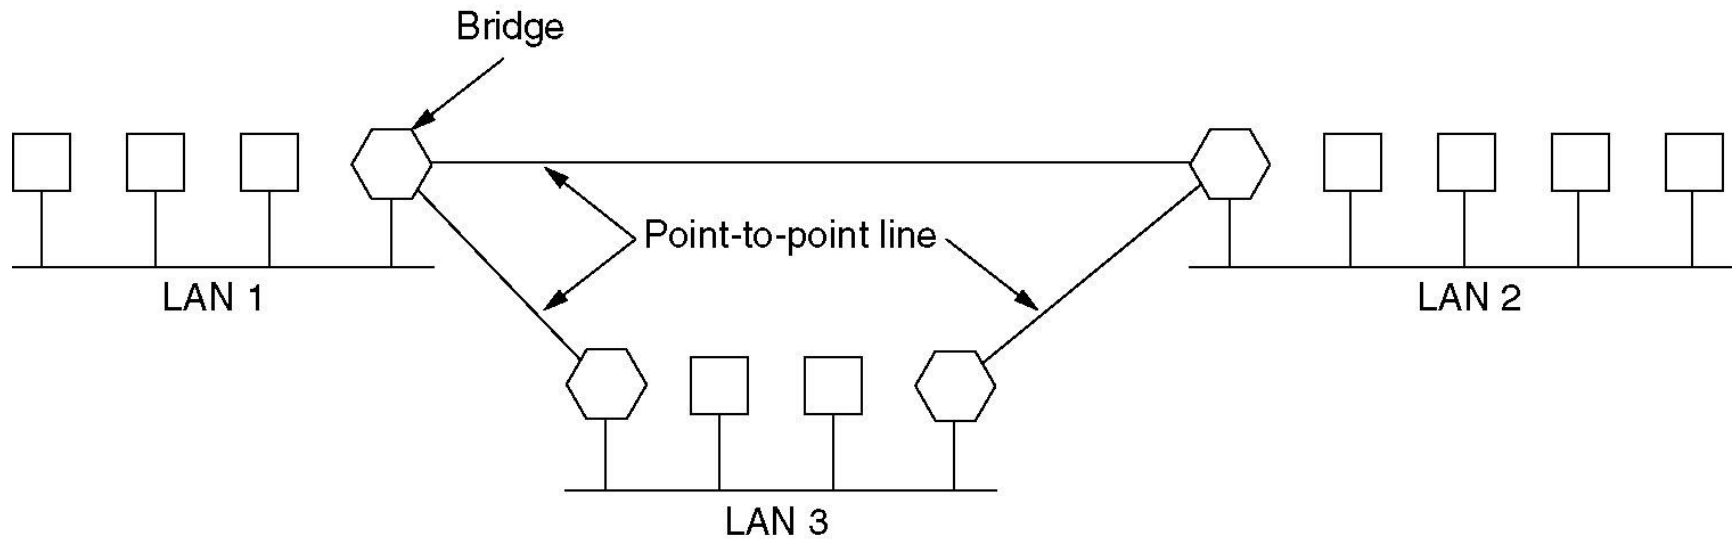 Bridge
Point-to-point line
LAN 1
LAN 2
LAN 3